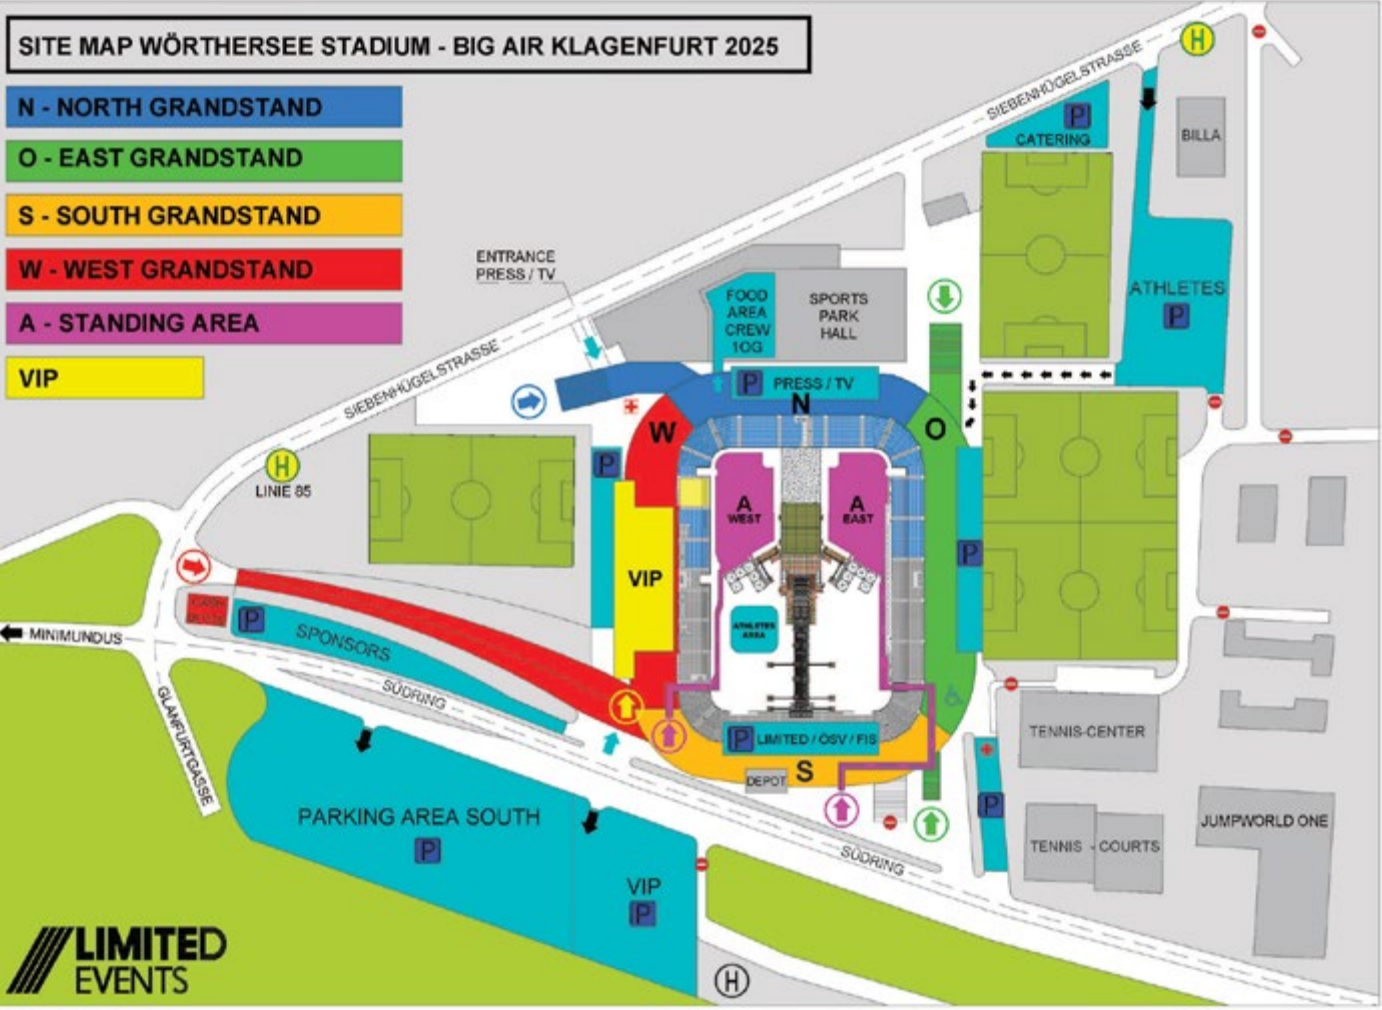 SITE MAP WÖRTHERSEE STADIUM - BIG AIR KLAGENFURT 2025
N - NORTH GRANDSTAND
O - EAST GRANDSTAND
S - SOUTH GRANDSTAND
W - WEST GRANDSTAND
A - STANDING AREA
VIP
SIEBENHÜGELSTRASSE
H
P
CATERING
BILLA
ENTRANCE
PRESS / TV
ATHLETES
P
FOOD
AREA
CREW
1OG
SPORTS
PARK
HALL
SIEBENHÜGELSTRASSE
P PRESS / TV
N
W
O
H
LINIE 85
P
A
WEST
A
EAST
P
VIP
P
SPONSORS
ATHLETES
AREA
MINIMUNDUS
SÜDRING
GLANFURTGASSE
P LIMITED / ÖSV / FIS
DEPOT
S
TENNIS-CENTER
P
PARKING AREA SOUTH
P
JUMPWORLD ONE
TENNIS - COURTS
SÜDRING
VIP
P
LIMITED
EVENTS
H